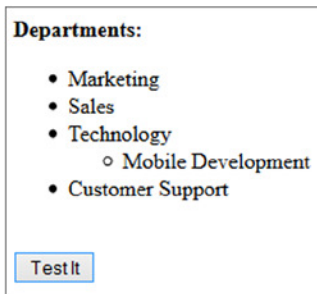 Departments:
Marketing
Sales
Technology
Mobile Development
Customer Support
Test It